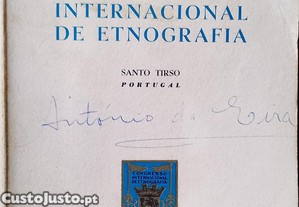 INTERNACIONAL
DE ETNOGRAFIA
SANTO TIRSO
PORTUGAL
António da Eira
CONGRESSO
INTERNACIONAL
DE ETNOGRAFIA
CustoJusto.pt